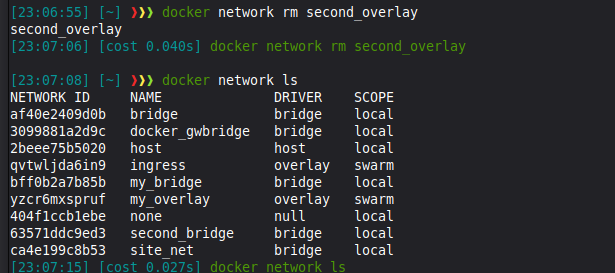 [23:06:55] [~] ❯❯❯ docker network rm second_overlay
second_overlay
[23:07:06] [cost 0.040s] docker network rm second_overlay
[23:07:08] [~] ❯❯❯ docker network ls
NETWORK ID     NAME              DRIVER    SCOPE
af40e2409d0b   bridge            bridge    local
3099881a2d9c   docker_gwbridge   bridge    local
2beee75b5020   host              host      local
qvtwljda6in9   ingress           overlay   swarm
bff0b2a7b85b   my_bridge         bridge    local
yzcr6mxspruf   my_overlay        overlay   swarm
404f1ccb1ebe   none              null      local
63571ddc9ed3   second_bridge     bridge    local
ca4e199c8b53   site_net          bridge    local
[23:07:15] [cost 0.027s] docker network ls